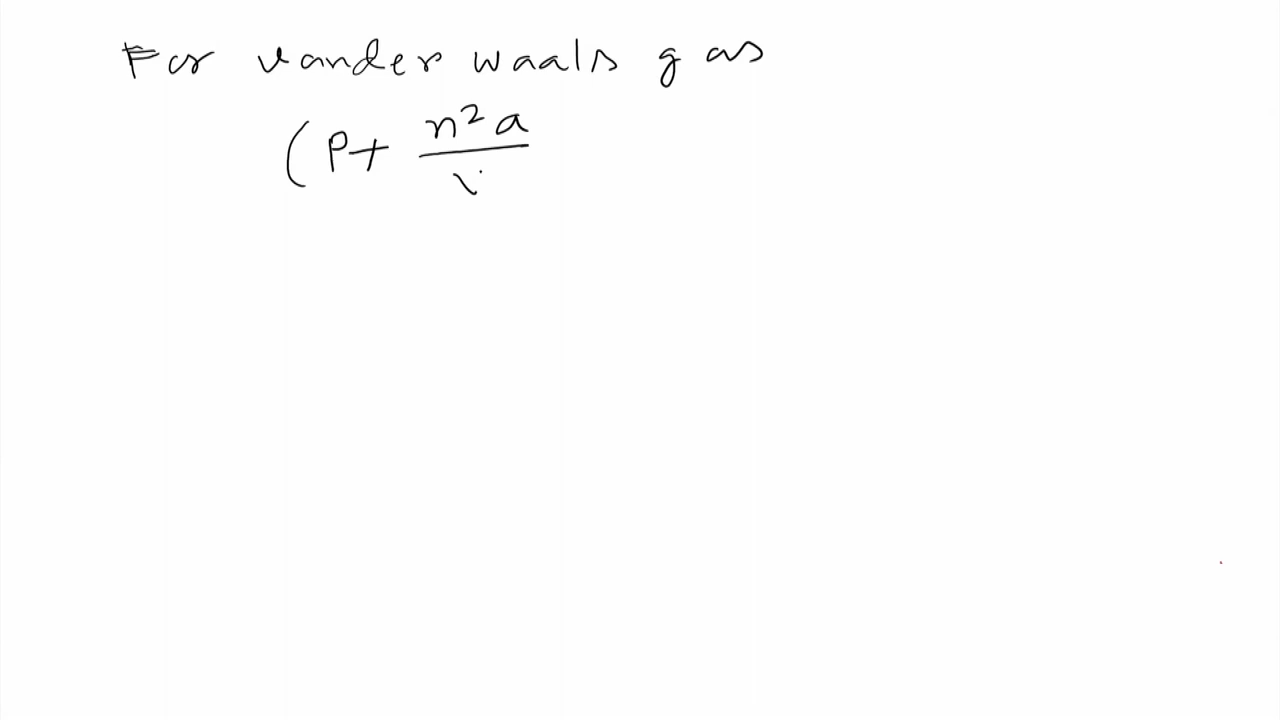 For vander waals gas
(P+ n²a